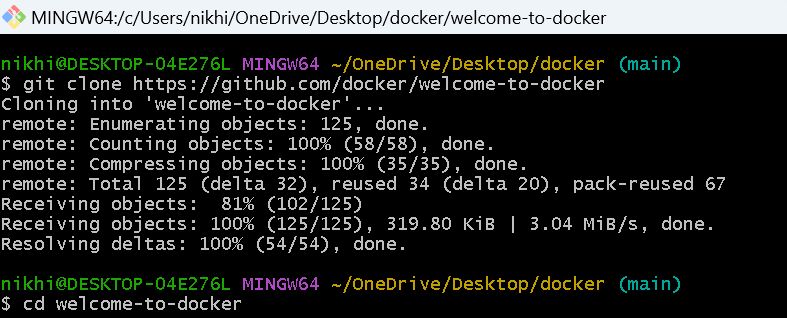 MINGW64:/c/Users/nikhi/OneDrive/Desktop/docker/welcome-to-docker
nikhi@DESKTOP-04E276L MINGW64 ~/OneDrive/Desktop/docker (main)
$ git clone https://github.com/docker/welcome-to-docker
Cloning into 'welcome-to-docker'...
remote: Enumerating objects: 125, done.
remote: Counting objects: 100% (58/58), done.
remote: Compressing objects: 100% (35/35), done.
remote: Total 125 (delta 32), reused 34 (delta 20), pack-reused 67
Receiving objects:  81% (102/125)
Receiving objects: 100% (125/125), 319.80 KiB | 3.04 MiB/s, done.
Resolving deltas: 100% (54/54), done.
nikhi@DESKTOP-04E276L MINGW64 ~/OneDrive/Desktop/docker (main)
$ cd welcome-to-docker